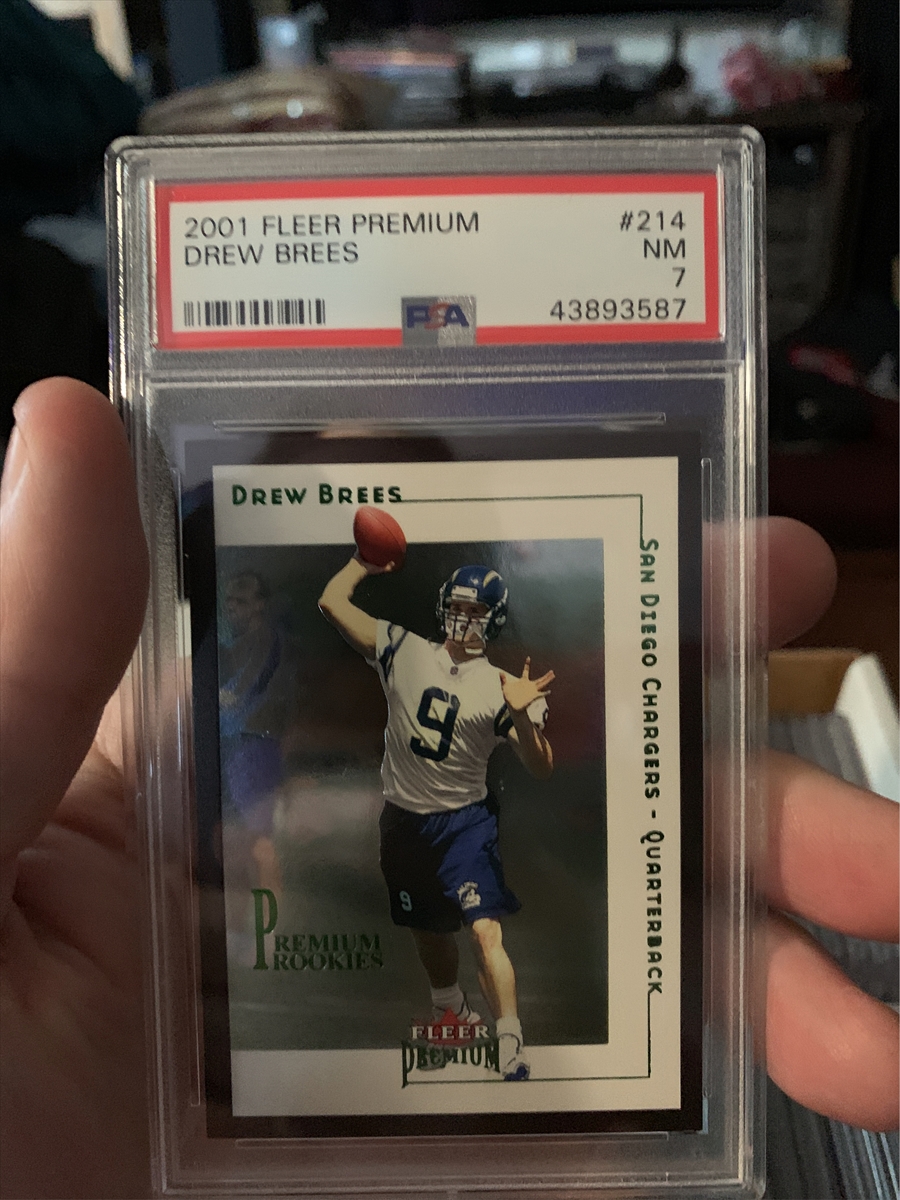 2001 FLEER PREMIUM #214
DREW BREES NM
7
PSA 43893587
DREW BREES
SAN DIEGO CHARGERS - QUARTERBACK
9
9
PREMIUM
ROOKIES
FLEER
PREMIUM